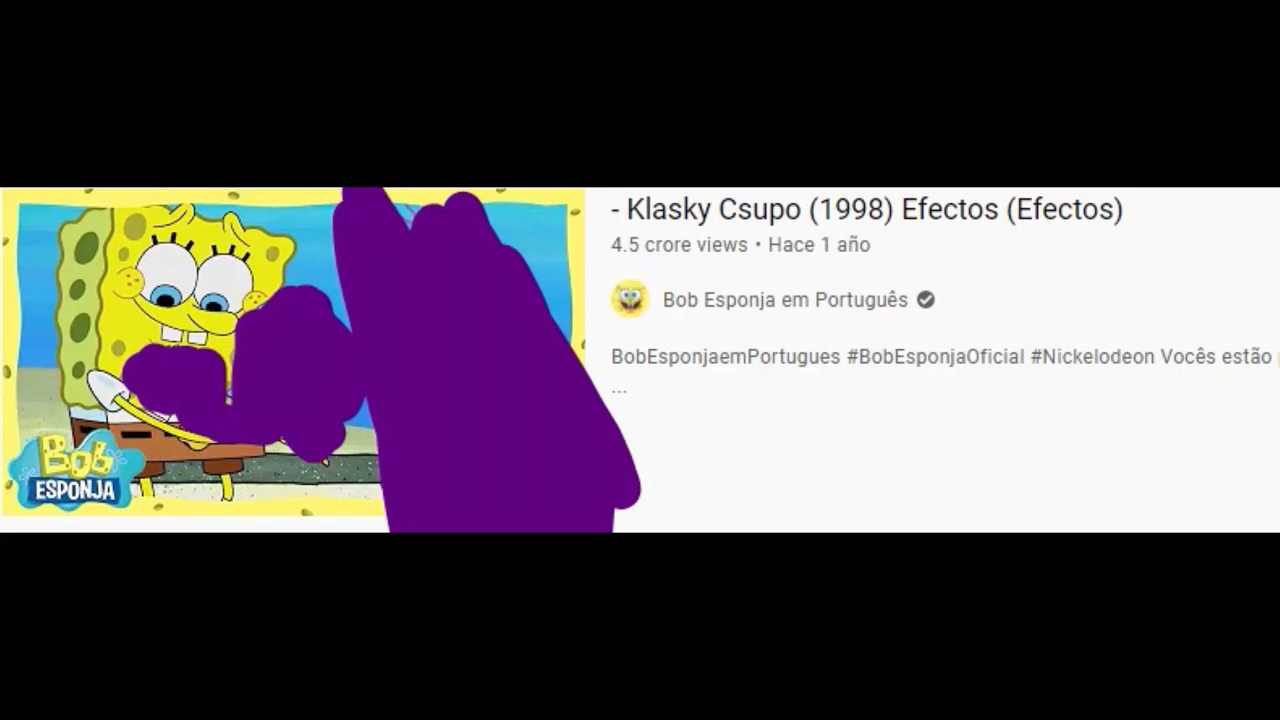 - Klasky Csupo (1998) Efectos (Efectos)
4.5 crore views • Hace 1 año
Bob Esponja em Português
BobEsponjaemPortugues #BobEsponjaOficial #Nickelodeon Vocês estão
...
Bob
ESPONJA